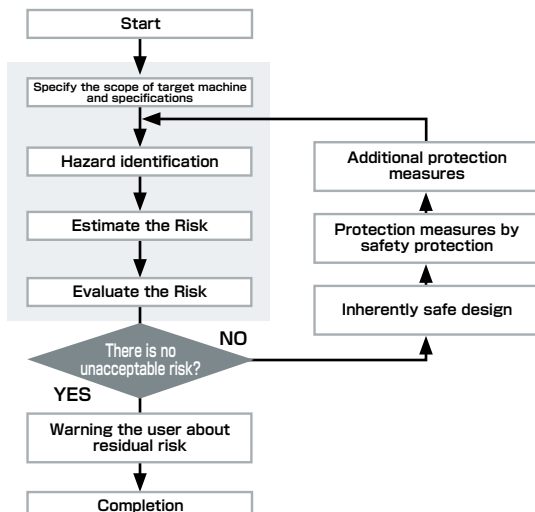 Start
Specify the scope of target machine
and specifications
Hazard identification
Estimate the Risk
Evaluate the Risk
There is no
unacceptable risk?
NO
YES
Warning the user about
residual risk
Completion
Additional protection
measures
Protection measures by
safety protection
Inherently safe design